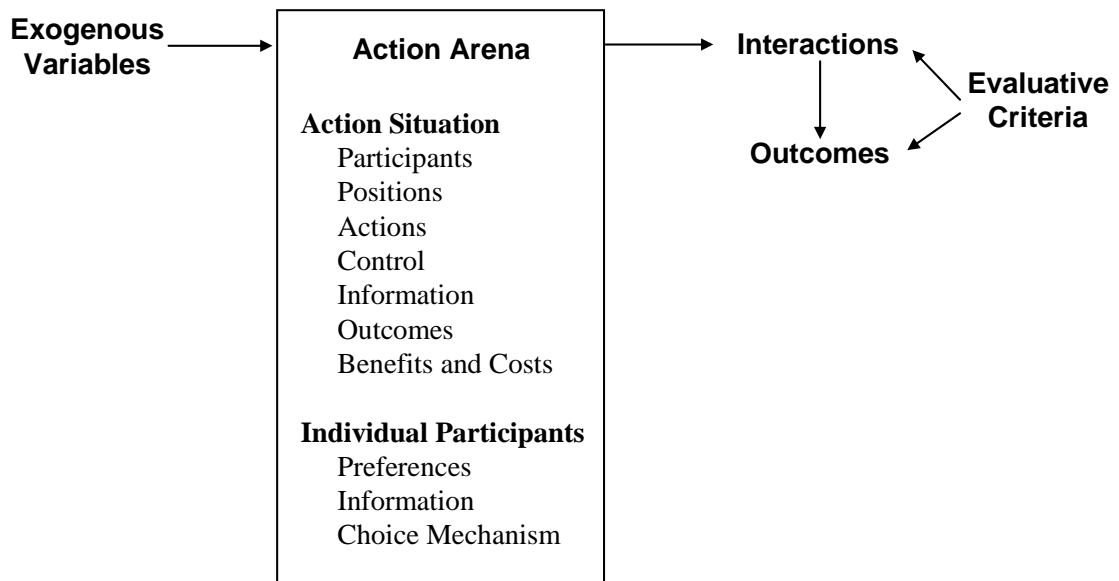 Exogenous
Variables
Action Arena
Action Situation
Participants
Positions
Actions
Control
Information
Outcomes
Benefits and Costs
Individual Participants
Preferences
Information
Choice Mechanism
Interactions
Outcomes
Evaluative
Criteria